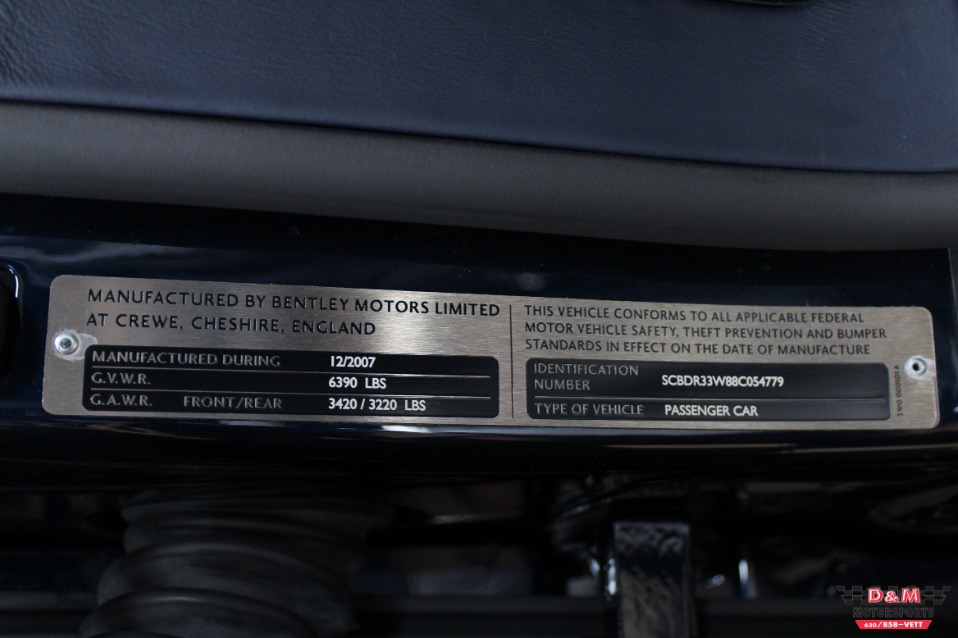 MANUFACTURED BY BENTLEY MOTORS LIMITED
AT CREWE, CHESHIRE, ENGLAND
MANUFACTURED DURING 12/2007
G.V.W.R. 6390 LBS
G.A.W.R. FRONT/REAR 3420 / 3220 LBS
THIS VEHICLE CONFORMS TO ALL APPLICABLE FEDERAL
MOTOR VEHICLE SAFETY, THEFT PREVENTION AND BUMPER
STANDARDS IN EFFECT ON THE DATE OF MANUFACTURE
IDENTIFICATION
NUMBER SCBDR33W88C054779
TYPE OF VEHICLE PASSENGER CAR
D&M
MOTORSPORTS
630/858-VETT